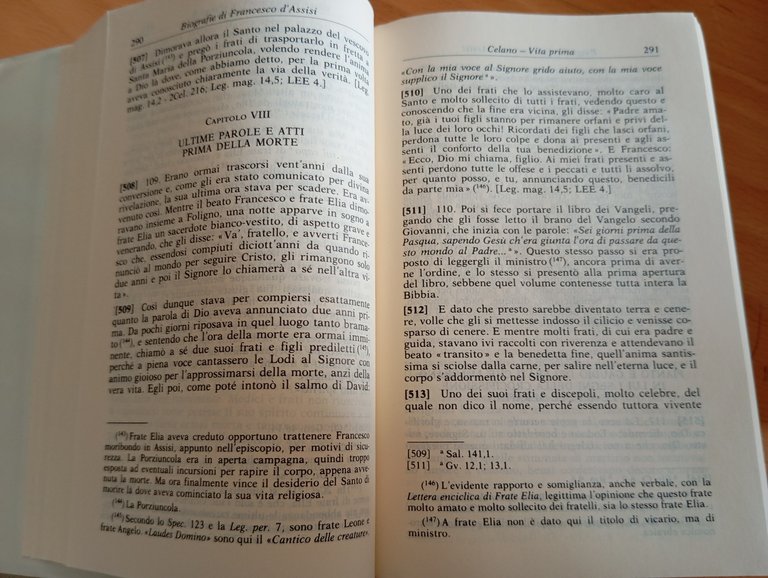 290
Biografie di Francesco d'Assisi
[507] Dimorava allora il Santo nel palazzo del vescovo
di Assisi (¹⁴³) e pregò i frati di trasportarlo in fretta a
Santa Maria della Porziuncola, volendo rendere l'anima
a Dio là dove, come abbiamo detto, per la prima volta
aveva conosciuto chiaramente la via della verità. [Leg.
mag. 14,2 - 2Cel. 216; Leg. mag. 14,5; LEE 4.]
CAPITOLO VIII
ULTIME PAROLE E ATTI
PRIMA DELLA MORTE
[508] 109. Erano ormai trascorsi vent'anni dalla sua
conversione e, come gli era stato comunicato per divina
rivelazione, la sua ultima ora stava per scadere. Era av-
venuto così. Mentre il beato Francesco e frate Elia dimo-
ravano insieme a Foligno, una notte apparve in sogno a
frate Elia un sacerdote bianco-vestito, di aspetto grave e
venerando, che gli disse: «Va', fratello, e avverti France-
sco che, essendosi compiuti diciott'anni da quando ri-
nunciò al mondo per seguire Cristo, gli rimangono solo
due anni e poi il Signore lo chiamerà a sé nell'altra vi-
ta».
[509] Così dunque stava per compiersi esattamente
quanto la parola di Dio aveva annunciato due anni pri-
ma. Da pochi giorni riposava in quel luogo tanto brama-
to (¹⁴⁴), e sentendo che l'ora della morte era ormai immi-
nente, chiamò a sé due suoi frati e figli prediletti (¹⁴⁵),
perché a piena voce cantassero le Lodi al Signore con
animo gioioso per l'approssimarsi della morte, anzi della
vera vita. Egli poi, come poté intonò il salmo di David:
(¹⁴³) Frate Elia aveva creduto opportuno trattenere Francesco
moribondo in Assisi, appunto nell'episcopio, per motivi di sicu-
rezza. La Porziuncola era in aperta campagna, quindi troppo
esposta ad eventuali incursioni per rapire il corpo, appena avve-
nuta la morte. Ma ora finalmente vince il desiderio del Santo di
morire là dove aveva cominciato la sua vita religiosa.
(¹⁴⁴) La Porziuncola.
(¹⁴⁵) Secondo lo Spec. 123 e la Leg. per. 7, sono frate Leone e
frate Angelo. «Laudes Domino» sono qui il «Cantico delle creature».
Celano – Vita prima
291
«Con la mia voce al Signore grido aiuto, con la mia voce
supplico il Signore ᵃ».
[510] Uno dei frati che lo assistevano, molto caro al
Santo e molto sollecito di tutti i frati, vedendo questo e
conoscendo che la fine era vicina, gli disse: «Padre ama-
to, già i tuoi figli stanno per rimanere orfani e privi del-
la luce dei loro occhi! Ricordati dei figli che lasci orfani,
perdona tutte le loro colpe e dona ai presenti e agli as-
senti il conforto della tua benedizione». E Francesco:
«Ecco, Dio mi chiama, figlio. Ai miei frati presenti e as-
senti perdono tutte le offese e i peccati e tutti li assolvo,
per quanto posso, e tu, annunziando questo, benedicili
da parte mia» (¹⁴⁶). [Leg. mag. 14,5; LEE 4.]
[511] 110. Poi si fece portare il libro dei Vangeli, pre-
gando che gli fosse letto il brano del Vangelo secondo
Giovanni, che inizia con le parole: «Sei giorni prima della
Pasqua, sapendo Gesù ch'era giunta l'ora di passare da que-
sto mondo al Padre... ᵃ». Questo stesso passo si era pro-
posto di leggergli il ministro (¹⁴⁷), ancora prima di aver-
ne l'ordine, e lo stesso si presentò alla prima apertura
del libro, sebbene quel volume contenesse tutta intera la
Bibbia.
[512] E dato che presto sarebbe diventato terra e cene-
re, volle che gli si mettesse indosso il cilicio e venisse co-
sparso di cenere. E mentre molti frati, di cui era padre e
guida, stavano ivi raccolti con riverenza e attendevano il
beato «transito» e la benedetta fine, quell'anima santis-
sima si sciolse dalla carne, per salire nell'eterna luce, e il
corpo s'addormentò nel Signore.
[513] Uno dei suoi frati e discepoli, molto celebre, del
quale non dico il nome, perché essendo tuttora vivente
[509] ᵃ Sal. 141,1.
[511] ᵃ Gv. 12,1; 13,1.
(¹⁴⁶) L'evidente rapporto e somiglianza, anche verbale, con la
Lettera enciclica di Frate Elia, legittima l'opinione che questo frate
molto amato e molto sollecito dei fratelli, sia lo stesso frate Elia.
(¹⁴⁷) A frate Elia non è dato qui il titolo di vicario, ma di
ministro.